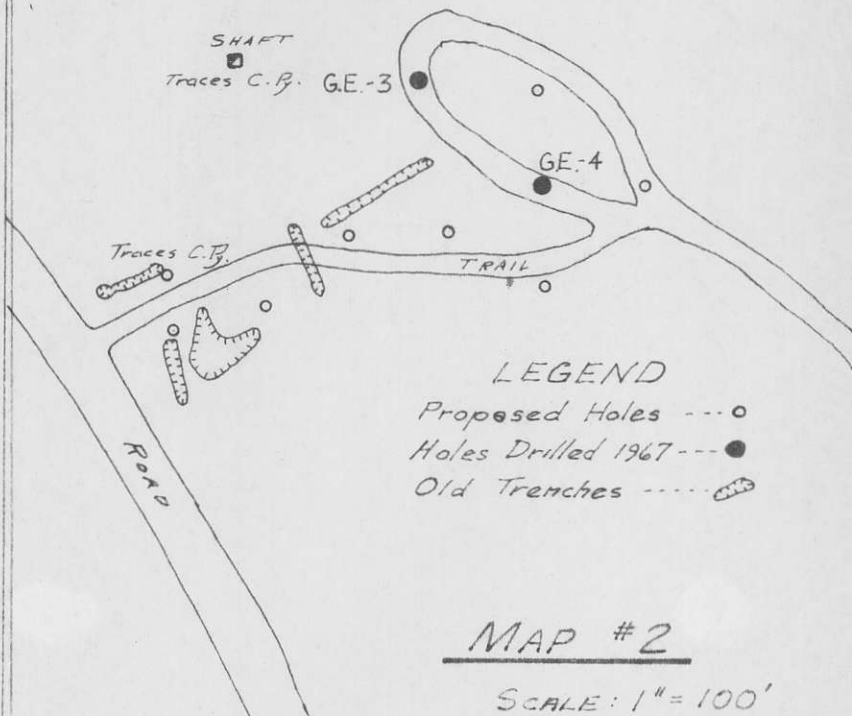 SHAFT
Traces C.Py. G.E.-3
GE.-4
Traces C.Py.
TRAIL
ROAD
LEGEND
Proposed Holes ---
Holes Drilled 1967 ---
Old Trenches -----
MAP #2
SCALE: 1" = 100'